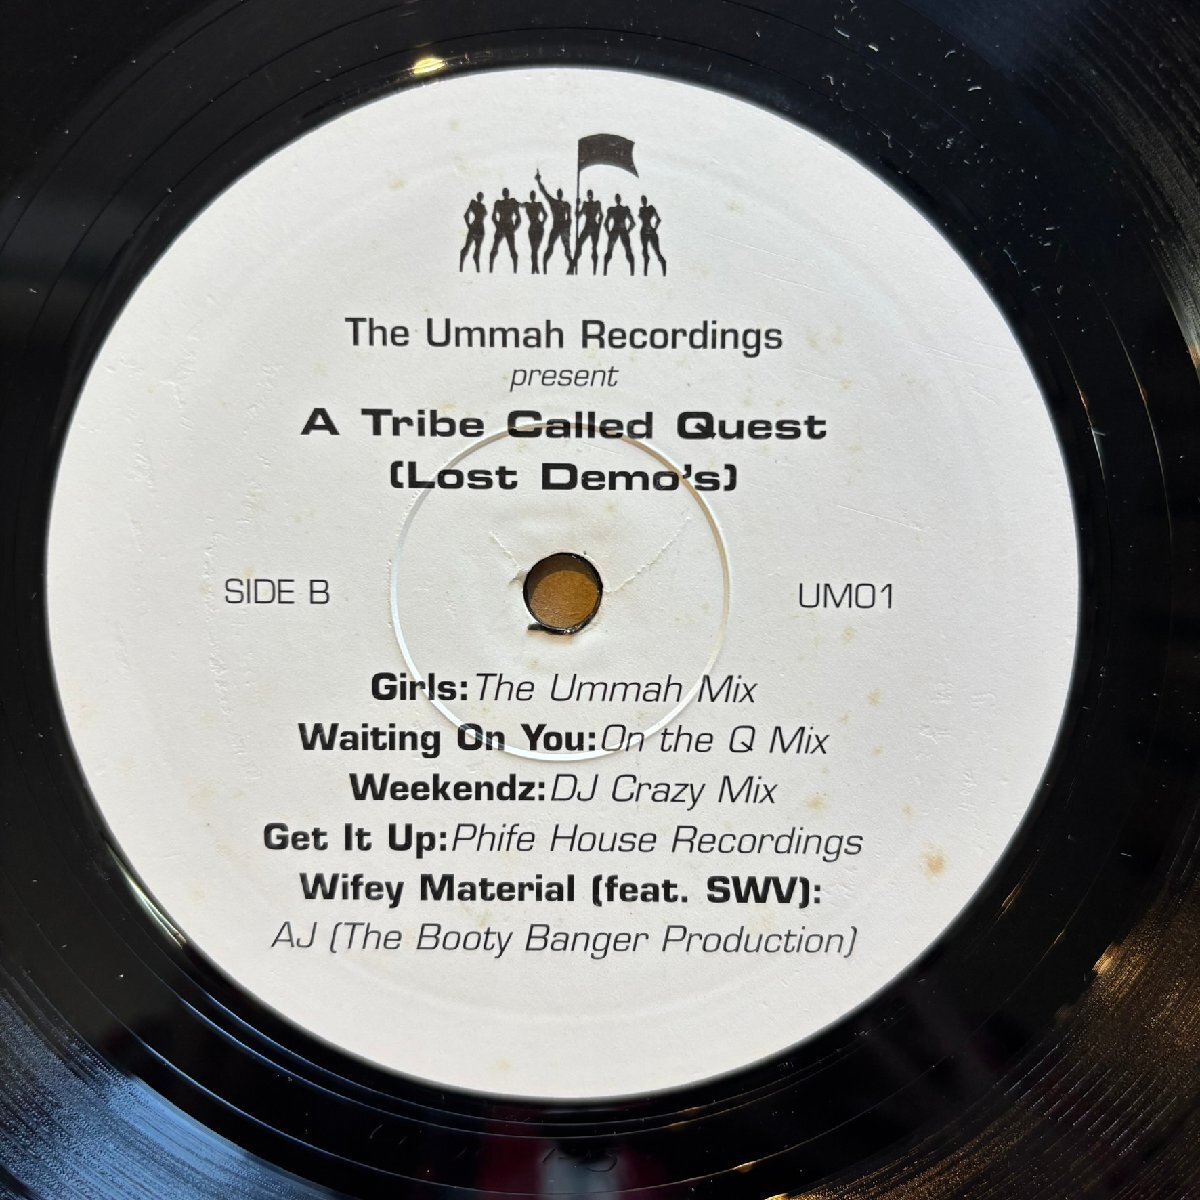 The Ummah Recordings
present
A Tribe Called Quest
(Lost Demo's)
SIDE B
UM01
Girls: The Ummah Mix
Waiting On You: On the Q Mix
Weekendz: DJ Crazy Mix
Get It Up: Phife House Recordings
Wifey Material (feat. SWV):
AJ (The Booty Banger Production)